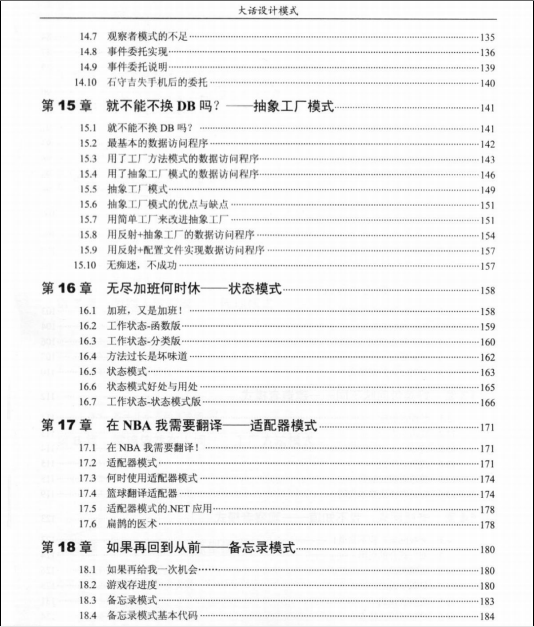 大话设计模式
14.7 观察者模式的不足 135
14.8 事件委托实现 136
14.9 事件委托说明 139
14.10 石守吉失手机后的委托 140
第 15 章 就不能不换 DB 吗？——抽象工厂模式 141
15.1 就不能不换 DB 吗？ 141
15.2 最基本的数据访问程序 142
15.3 用了工厂方法模式的数据访问程序 143
15.4 用了抽象工厂模式的数据访问程序 146
15.5 抽象工厂模式 149
15.6 抽象工厂模式的优点与缺点 151
15.7 用简单工厂来改进抽象工厂 151
15.8 用反射+抽象工厂的数据访问程序 154
15.9 用反射+配置文件实现数据访问程序 157
15.10 无痴迷，不成功 157
第 16 章 无尽加班何时休——状态模式 158
16.1 加班，又是加班！ 158
16.2 工作状态-函数版 159
16.3 工作状态-分类版 160
16.4 方法过长是坏味道 162
16.5 状态模式 163
16.6 状态模式好处与用处 165
16.7 工作状态-状态模式版 166
第 17 章 在 NBA 我需要翻译——适配器模式 171
17.1 在 NBA 我需要翻译！ 171
17.2 适配器模式 171
17.3 何时使用适配器模式 174
17.4 篮球翻译适配器 174
17.5 适配器模式的.NET 应用 178
17.6 扁鹊的医术 178
第 18 章 如果再回到从前——备忘录模式 180
18.1 如果再给我一次机会…… 180
18.2 游戏存进度 180
18.3 备忘录模式 183
18.4 备忘录模式基本代码 184